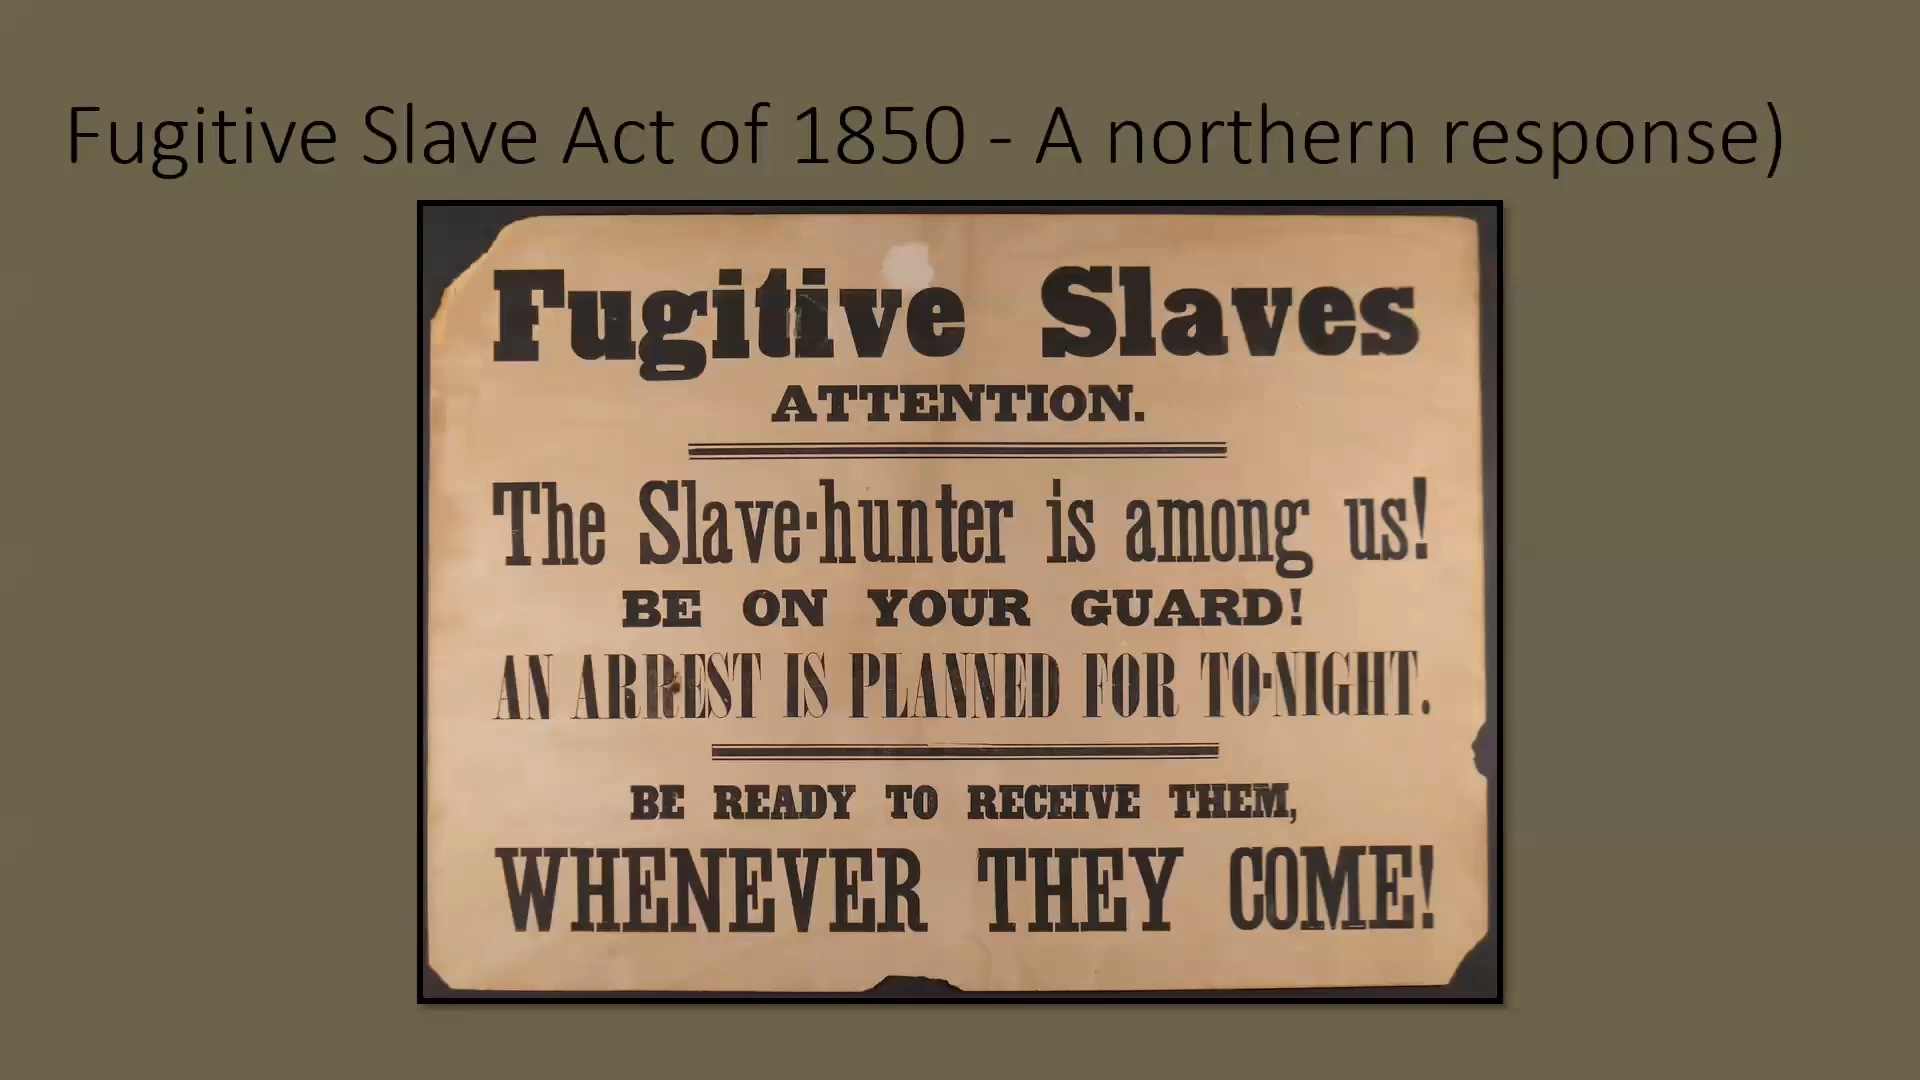 Fugitive Slave Act of 1850 - A northern response)
Fugitive Slaves
ATTENTION.
The Slave-hunter is among us!
BE ON YOUR GUARD!
AN ARREST IS PLANNED FOR TO-NIGHT.
BE READY TO RECEIVE THEM,
WHENEVER THEY COME!